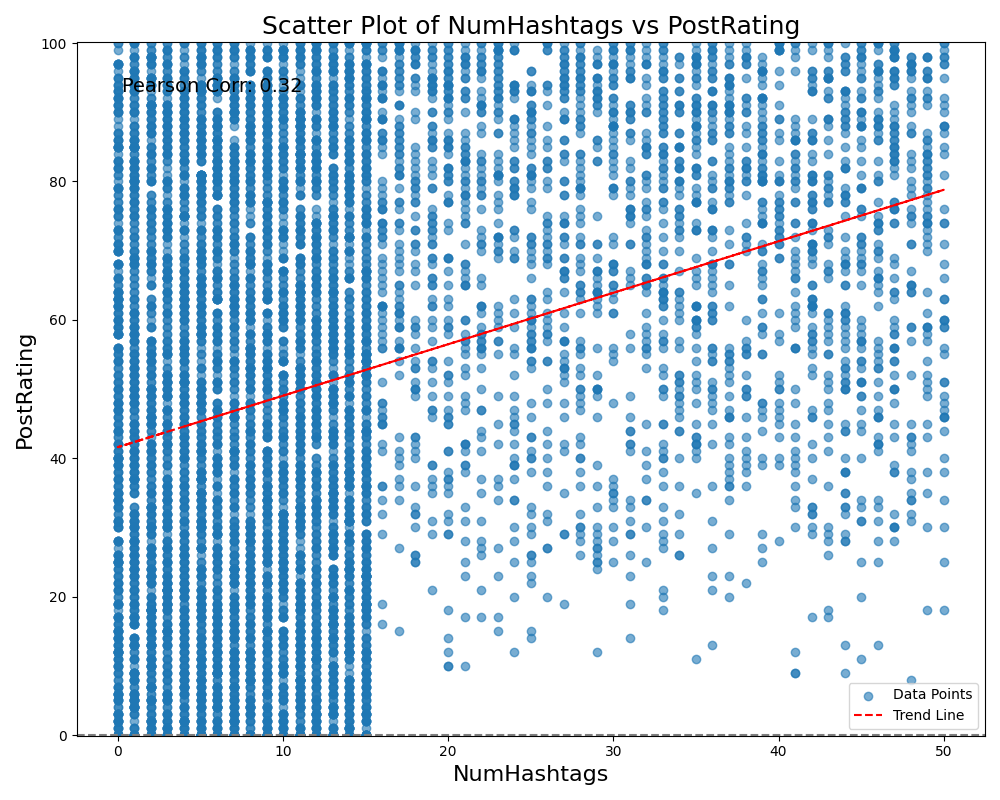 Scatter Plot of NumHashtags vs PostRating
100
80
60
40
20
0
Pearson Corr: 0.32
PostRating
Data Points
Trend Line
0
10
20
30
40
50
NumHashtags